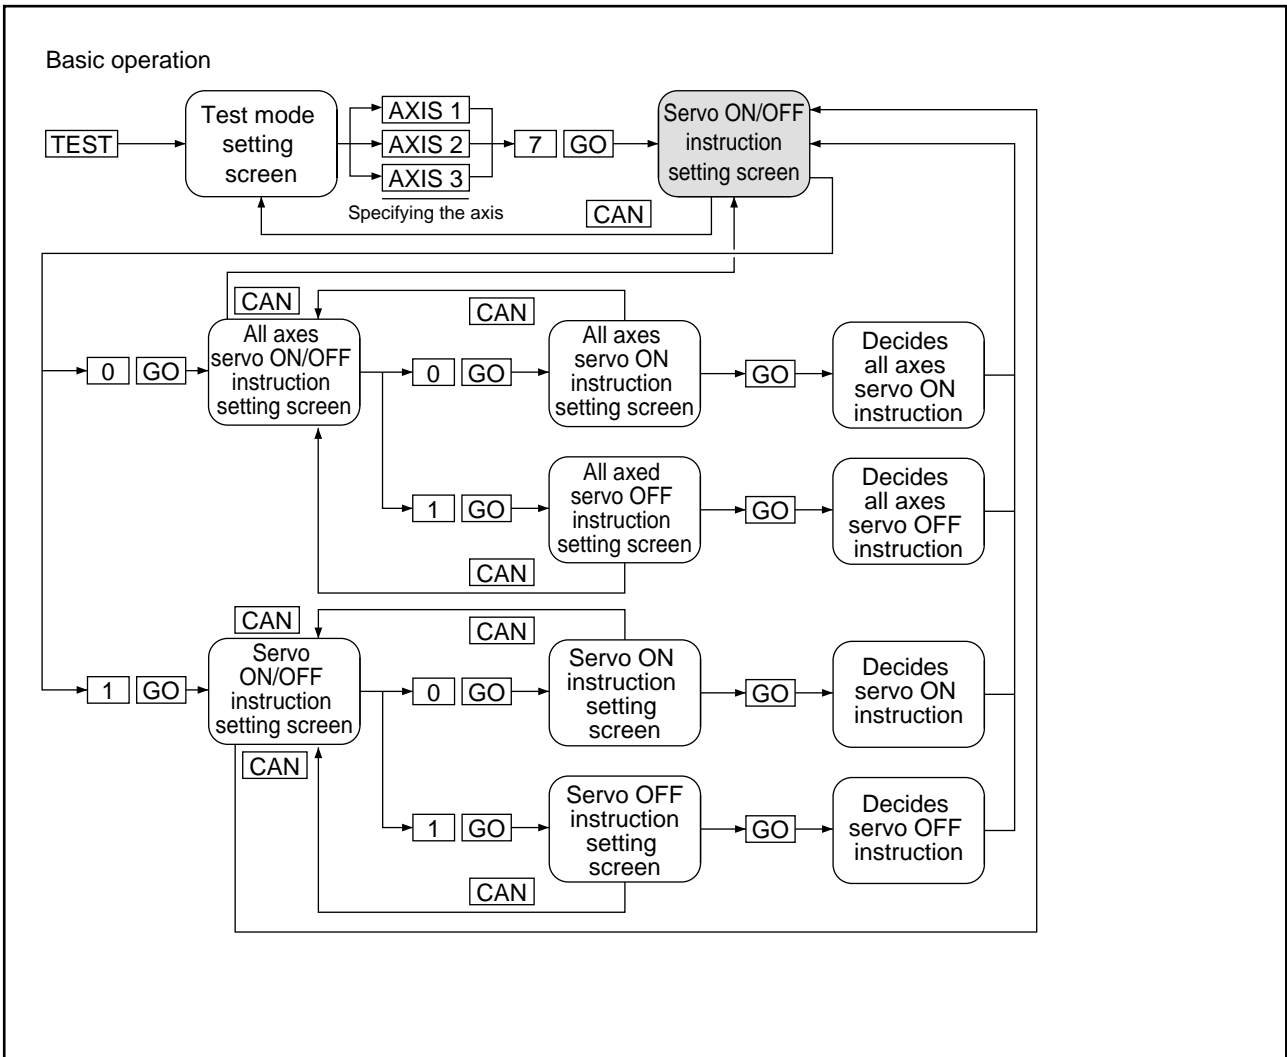 Basic operation
TEST
Test mode
setting
screen
AXIS 1
AXIS 2
AXIS 3
Specifying the axis
7 GO
Servo ON/OFF
instruction
setting screen
CAN
CAN
CAN
0 GO
All axes
servo ON/OFF
instruction
setting screen
0 GO
All axes
servo ON
instruction
setting screen
GO
Decides
all axes
servo ON
instruction
1 GO
All axed
servo OFF
instruction
setting screen
GO
Decides
all axes
servo OFF
instruction
CAN
CAN
CAN
1 GO
Servo
ON/OFF
instruction
setting screen
0 GO
Servo ON
instruction
setting
screen
GO
Decides
servo ON
instruction
CAN
1 GO
Servo OFF
instruction
setting
screen
GO
Decides
servo OFF
instruction
CAN